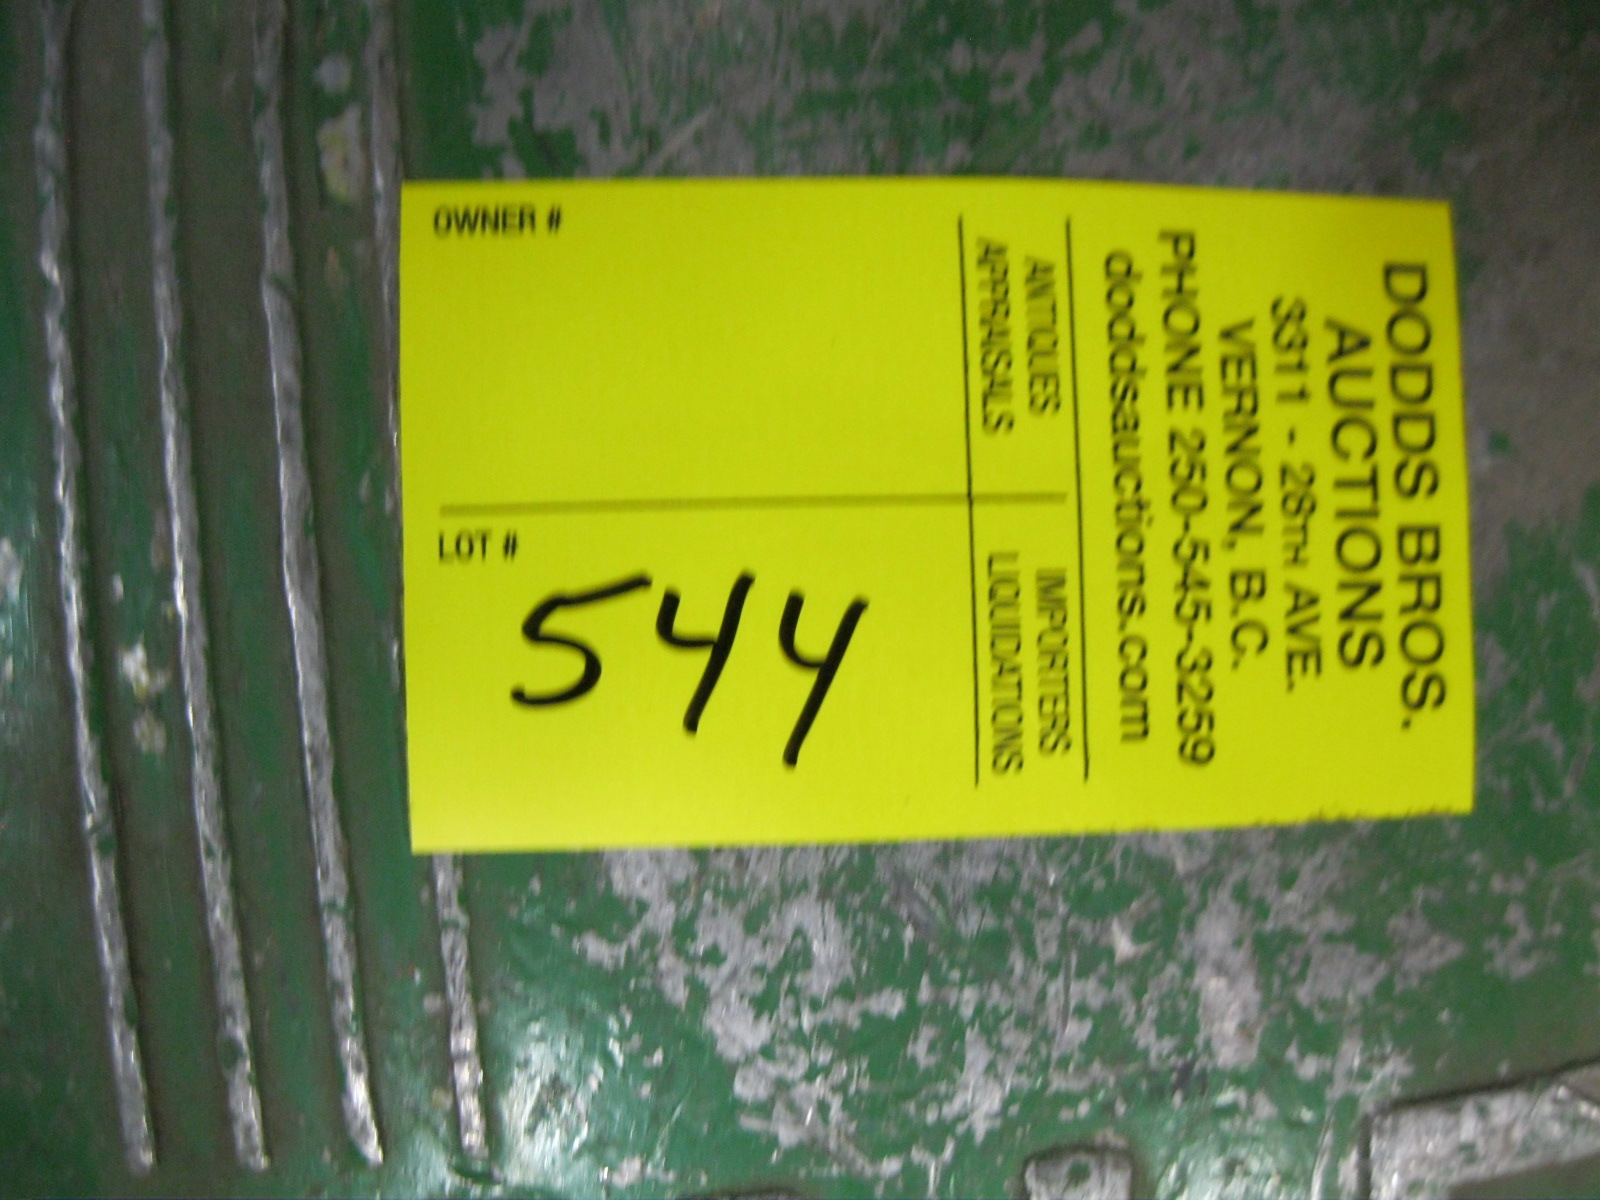 DODDS BROS.
AUCTIONS
3311 - 28TH AVE.
VERNON, B.C.
PHONE 250-545-3259
doddsauctions.com
ANTIQUES IMPORTERS
APPRAISALS LIQUIDATIONS
OWNER #
LOT #
544